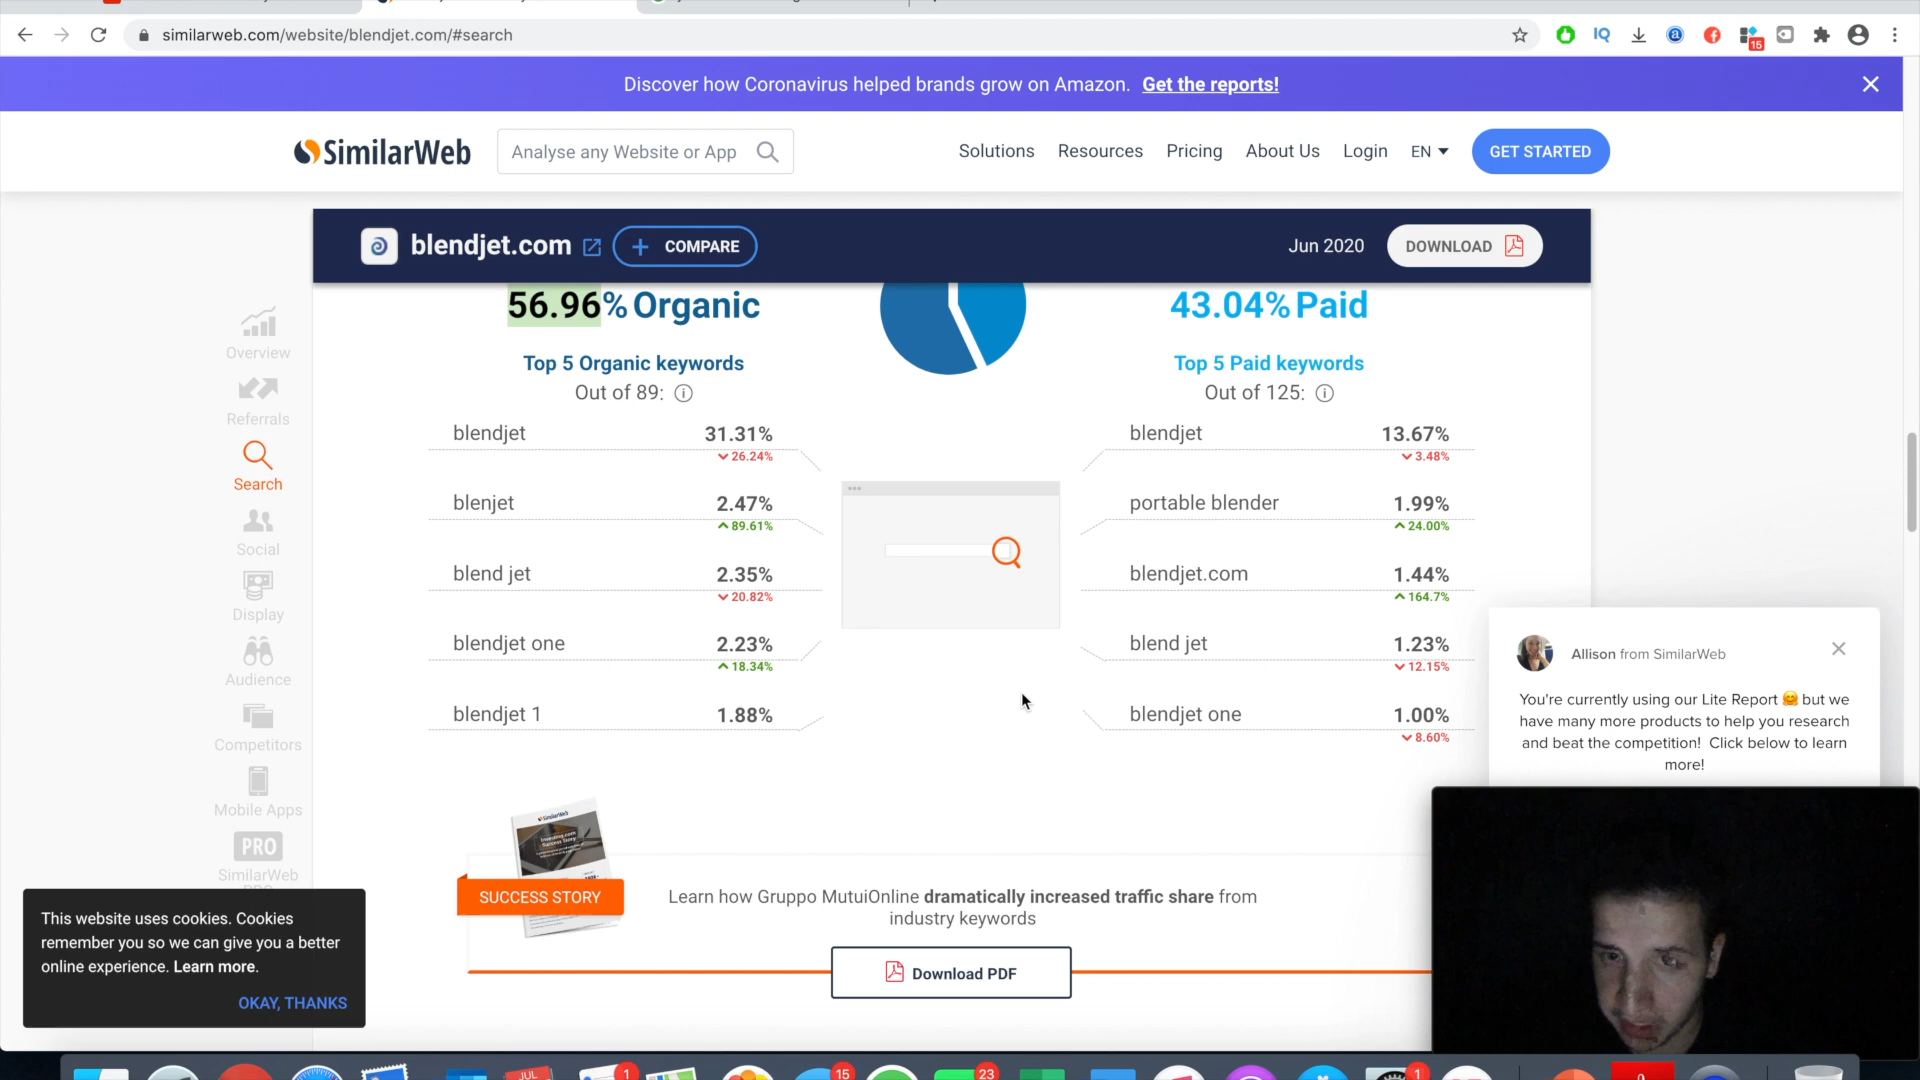 similarweb.com/website/blendjet.com/#search
15
Discover how Coronavirus helped brands grow on Amazon. Get the reports!
SimilarWeb
Analyse any Website or App
Solutions Resources Pricing About Us Login EN GET STARTED
blendjet.com
+ COMPARE
Jun 2020
DOWNLOAD
56.96% Organic
43.04% Paid
Top 5 Organic keywords
Out of 89:
Top 5 Paid keywords
Out of 125:
blendjet 31.31%
26.24%
blenjet 2.47%
89.61%
blend jet 2.35%
20.82%
blendjet one 2.23%
18.34%
blendjet 1 1.88%
blendjet 13.67%
3.48%
portable blender 1.99%
24.00%
blendjet.com 1.44%
164.7%
blend jet 1.23%
12.15%
blendjet one 1.00%
8.60%
Overview
Referrals
Search
Social
Display
Audience
Competitors
Mobile Apps
PRO
SimilarWeb
Allison from SimilarWeb
You're currently using our Lite Report 🤗 but we
have many more products to help you research
and beat the competition! Click below to learn
more!
SimilarWeb
SUCCESS STORY
Learn how Gruppo MutuiOnline dramatically increased traffic share from
industry keywords
Download PDF
This website uses cookies. Cookies
remember you so we can give you a better
online experience. Learn more.
OKAY, THANKS
JUL
1
15
23
1